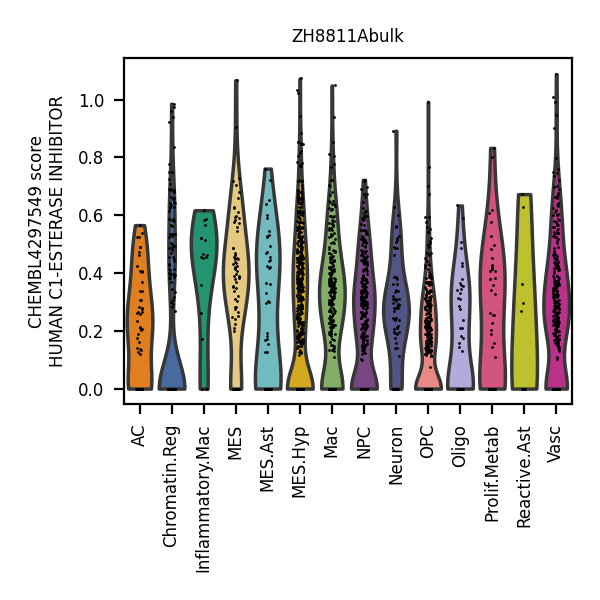 ZH8811Abulk
CHEMBL4297549 score
HUMAN C1-ESTERASE INHIBITOR
1.0
0.8
0.6
0.4
0.2
0.0
AC
Chromatin.Reg
Inflammatory.Mac
MES
MES.Ast
MES.Hyp
Mac
NPC
Neuron
OPC
Oligo
Prolif.Metab
Reactive.Ast
Vasc